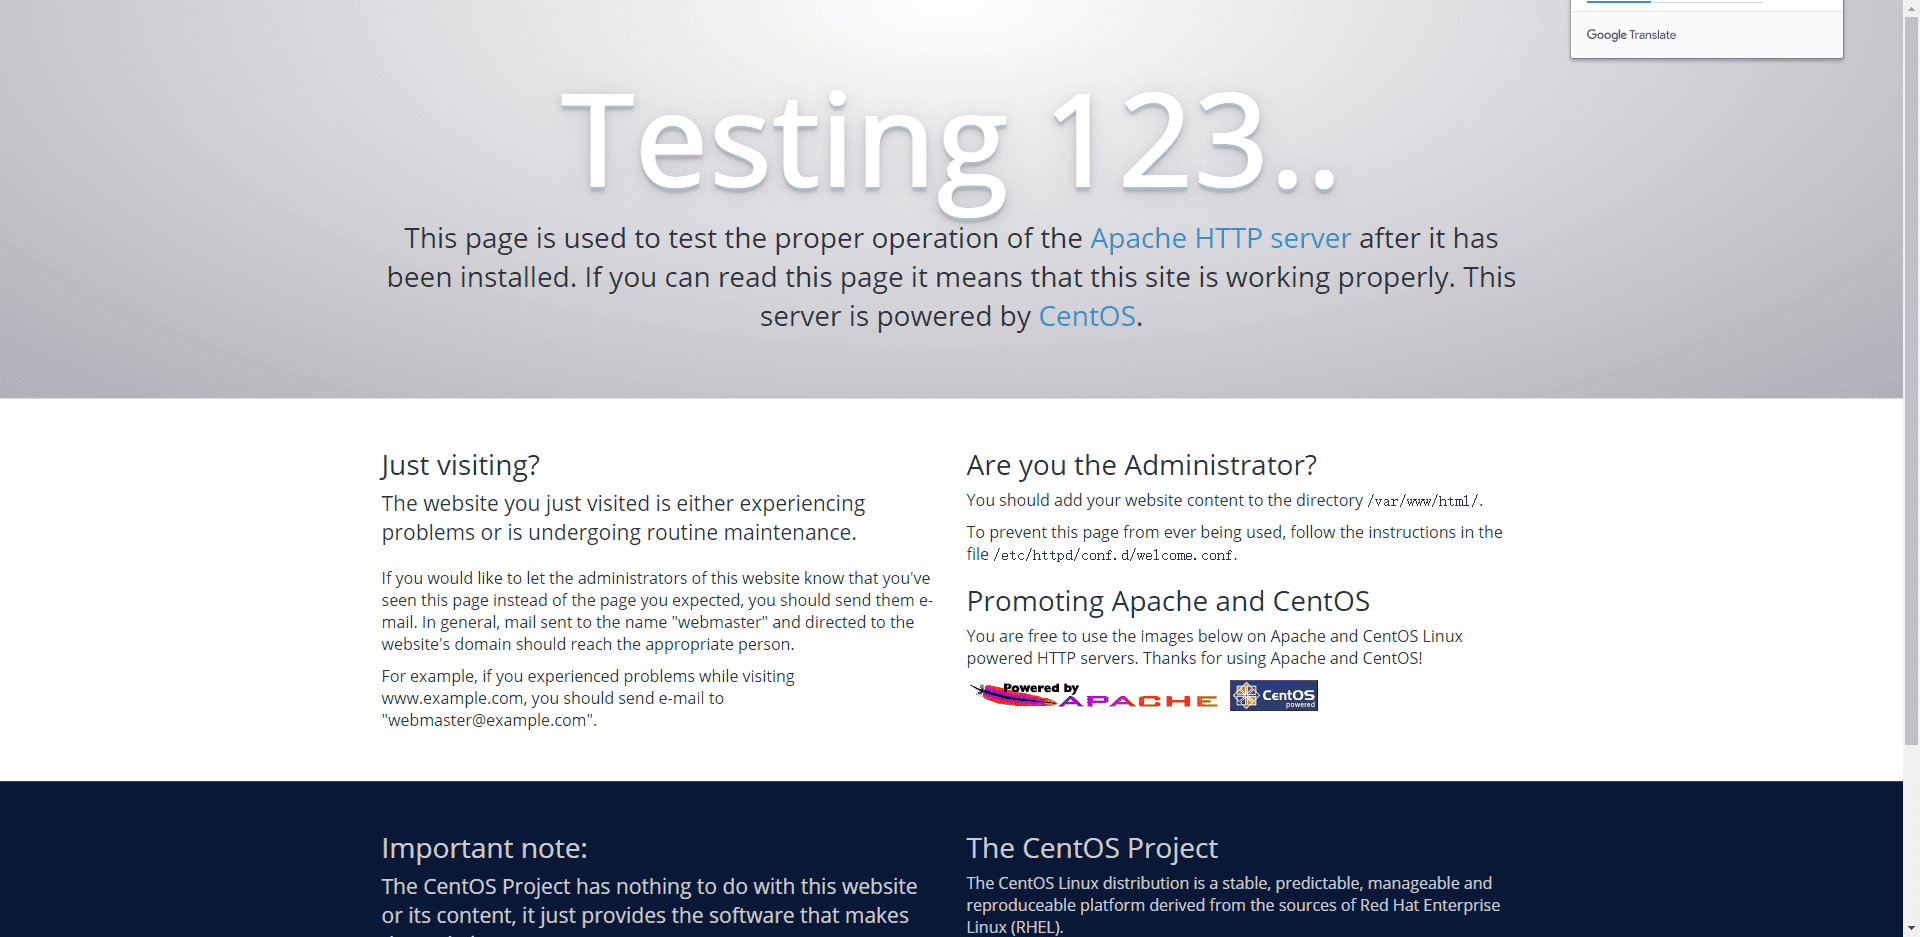 Google Translate
Testing 123..
This page is used to test the proper operation of the Apache HTTP server after it has
been installed. If you can read this page it means that this site is working properly. This
server is powered by CentOS.
Just visiting?
The website you just visited is either experiencing
problems or is undergoing routine maintenance.
If you would like to let the administrators of this website know that you've
seen this page instead of the page you expected, you should send them e-
mail. In general, mail sent to the name "webmaster" and directed to the
website's domain should reach the appropriate person.
For example, if you experienced problems while visiting
www.example.com, you should send e-mail to
"webmaster@example.com".
Are you the Administrator?
You should add your website content to the directory /var/www/html/.
To prevent this page from ever being used, follow the instructions in the
file /etc/httpd/conf.d/welcome.conf.
Promoting Apache and CentOS
You are free to use the images below on Apache and CentOS Linux
powered HTTP servers. Thanks for using Apache and CentOS!
Powered by
APACHE
CentOS
powered
Important note:
The CentOS Project has nothing to do with this website
or its content, it just provides the software that makes
The CentOS Project
The CentOS Linux distribution is a stable, predictable, manageable and
reproduceable platform derived from the sources of Red Hat Enterprise
Linux (RHEL).